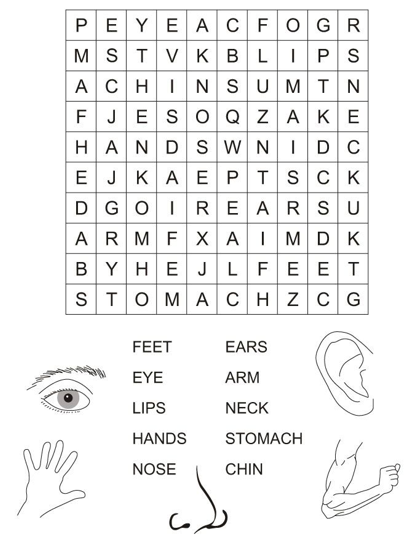 P E Y E A C F O G R
M S T V K B L I P S
A C H I N S U M T N
F J E S O Q Z A K E
H A N D S W N I D C
E J K A E P T S C K
D G O I R E A R S U
A R M F X A I M D K
B Y H E J L F E E T
S T O M A C H Z C G
FEET EARS
EYE ARM
LIPS NECK
HANDS STOMACH
NOSE CHIN